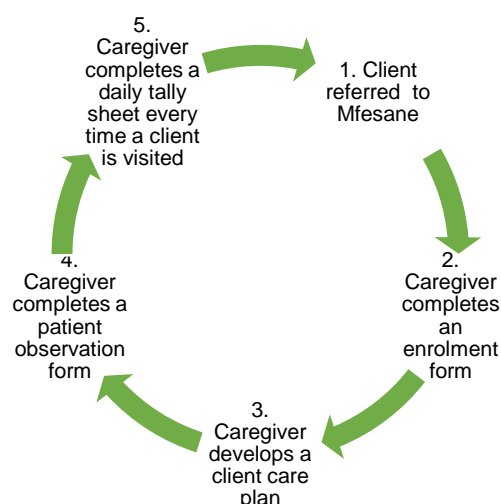 1. Client
referred to
Mfesane
2.
Caregiver
completes
an
enrolment
form
3.
Caregiver
develops a
client care
plan
4.
Caregiver
completes a
patient
observation
form
5.
Caregiver
completes a
daily tally
sheet every
time a client
is visited